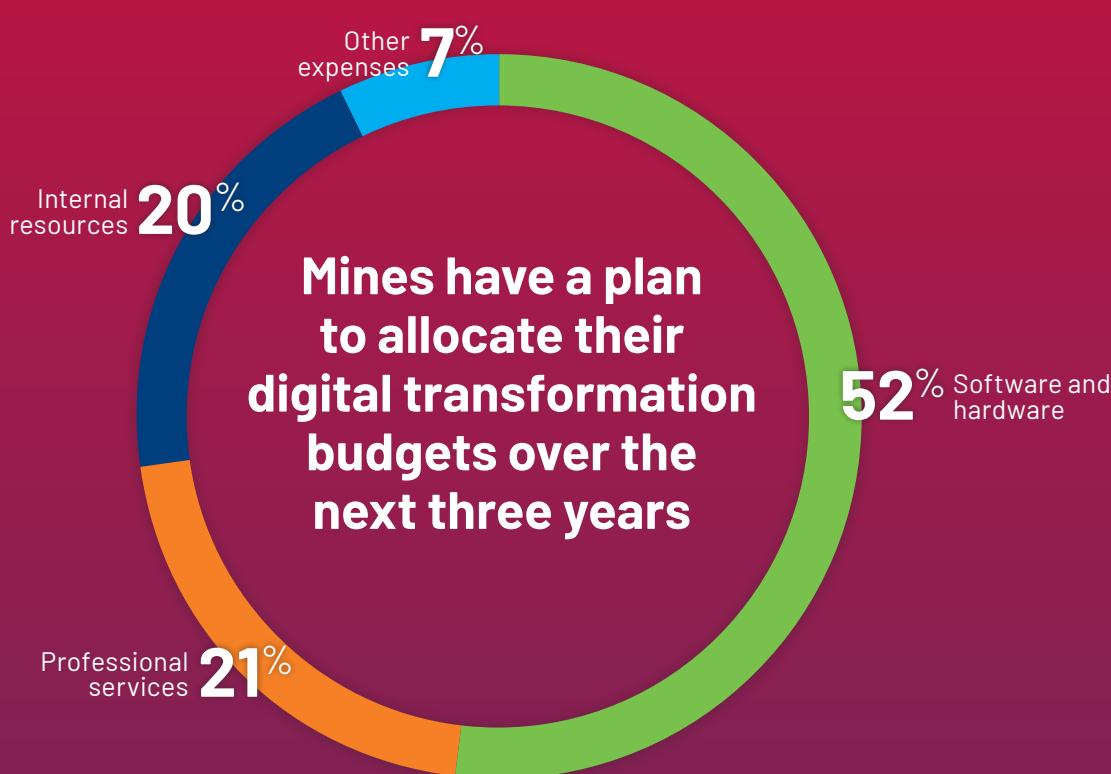 Other
expenses 7%
Internal
resources 20%
Mines have a plan
to allocate their
digital transformation
budgets over the
next three years
52% Software and
hardware
Professional
services 21%